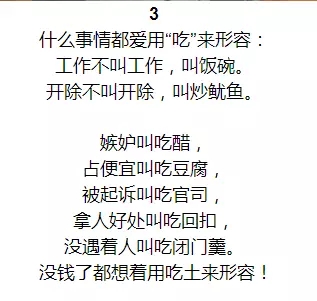 3
什么事情都爱用“吃”来形容：
工作不叫工作，叫饭碗。
开除不叫开除，叫炒鱿鱼。
嫉妒叫吃醋，
占便宜叫吃豆腐，
被起诉叫吃官司，
拿人好处叫吃回扣，
没遇着人叫吃闭门羹。
没钱了都想着用吃土来形容！